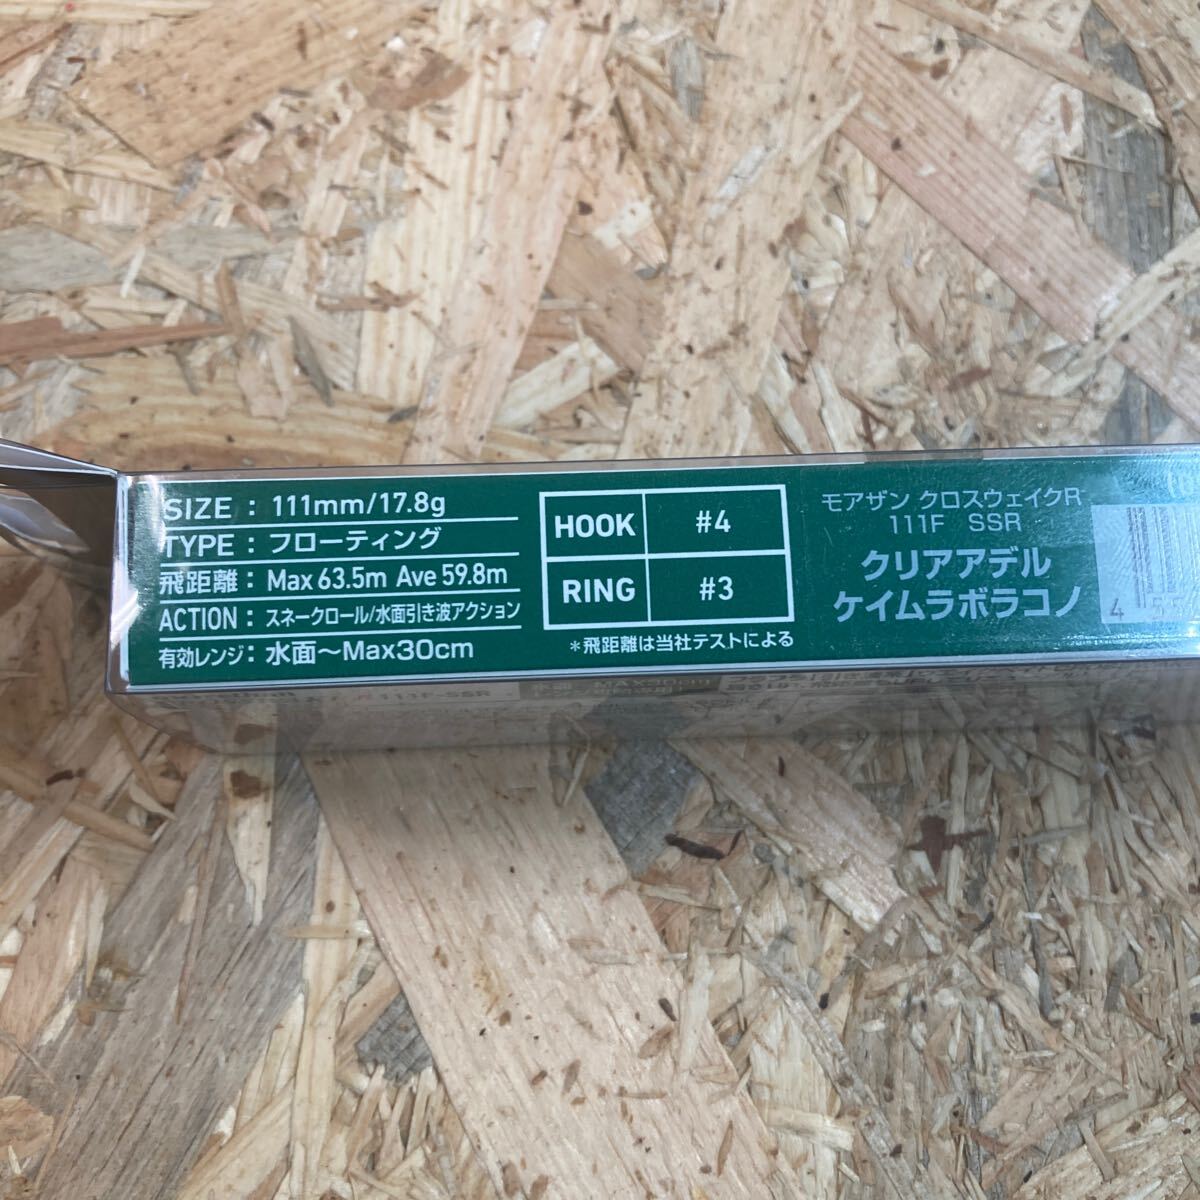 SIZE : 111mm/17.8g
TYPE : フローティング
飛距離 : Max 63.5m Ave 59.8m
ACTION : スネークロール/水面引き波アクション
有効レンジ : 水面～Max30cm
HOOK #4
RING #3
*飛距離は当社テストによる
モアザン クロスウェイクR
111F SSR
クリアアデル
ケイムラボラコノ
4
111F-SSR